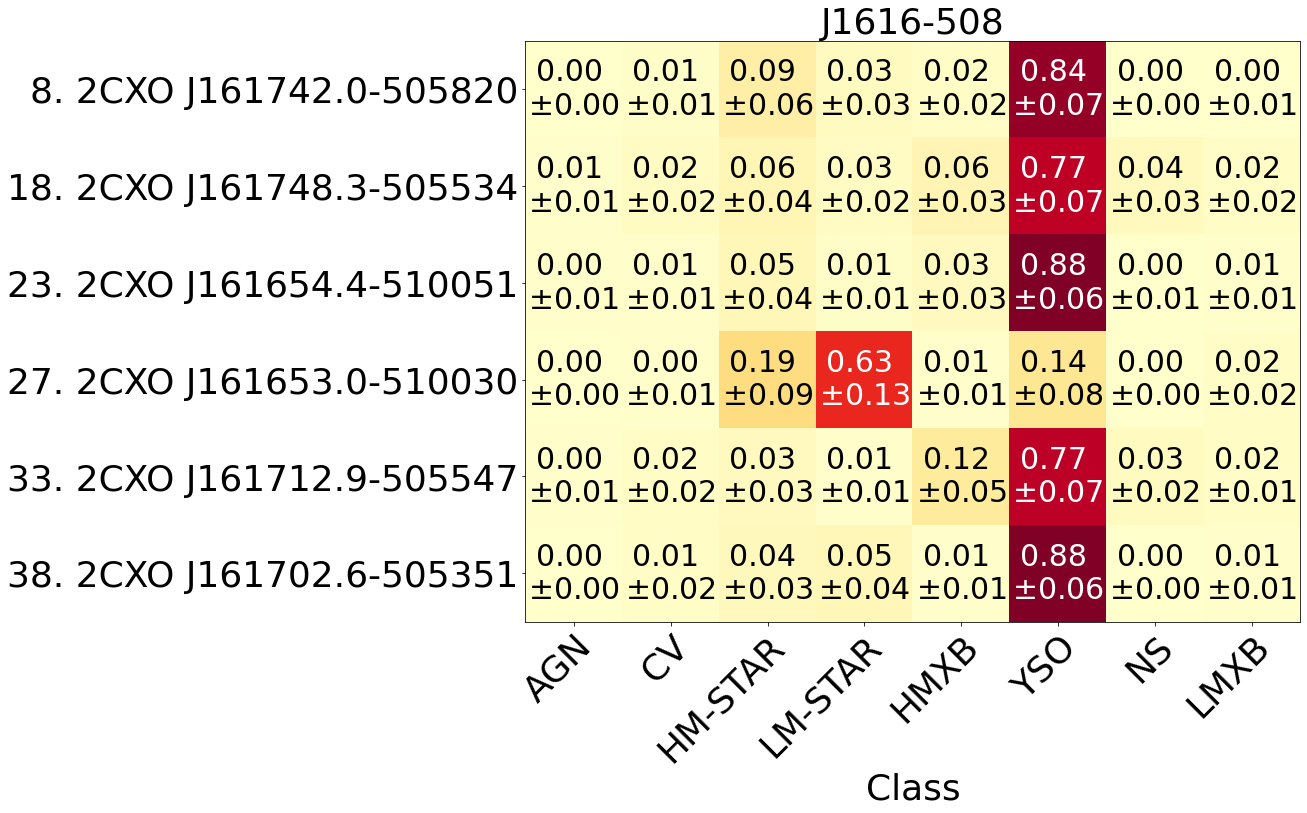 J1616-508
8. 2CXO J161742.0-505820
0.00 0.01 0.09 0.03 0.02 0.84 0.00 0.00
±0.00 ±0.01 ±0.06 ±0.03 ±0.02 ±0.07 ±0.00 ±0.01
18. 2CXO J161748.3-505534
0.01 0.02 0.06 0.03 0.06 0.77 0.04 0.02
±0.01 ±0.02 ±0.04 ±0.02 ±0.03 ±0.07 ±0.03 ±0.02
23. 2CXO J161654.4-510051
0.00 0.01 0.05 0.01 0.03 0.88 0.00 0.01
±0.01 ±0.01 ±0.04 ±0.01 ±0.03 ±0.06 ±0.01 ±0.01
27. 2CXO J161653.0-510030
0.00 0.00 0.19 0.63 0.01 0.14 0.00 0.02
±0.00 ±0.01 ±0.09 ±0.13 ±0.01 ±0.08 ±0.00 ±0.02
33. 2CXO J161712.9-505547
0.00 0.02 0.03 0.01 0.12 0.77 0.03 0.02
±0.01 ±0.02 ±0.03 ±0.01 ±0.05 ±0.07 ±0.02 ±0.01
38. 2CXO J161702.6-505351
0.00 0.01 0.04 0.05 0.01 0.88 0.00 0.01
±0.00 ±0.02 ±0.03 ±0.04 ±0.01 ±0.06 ±0.00 ±0.01
AGN CV HM-STAR LM-STAR HMXB YSO NS LMXB
Class